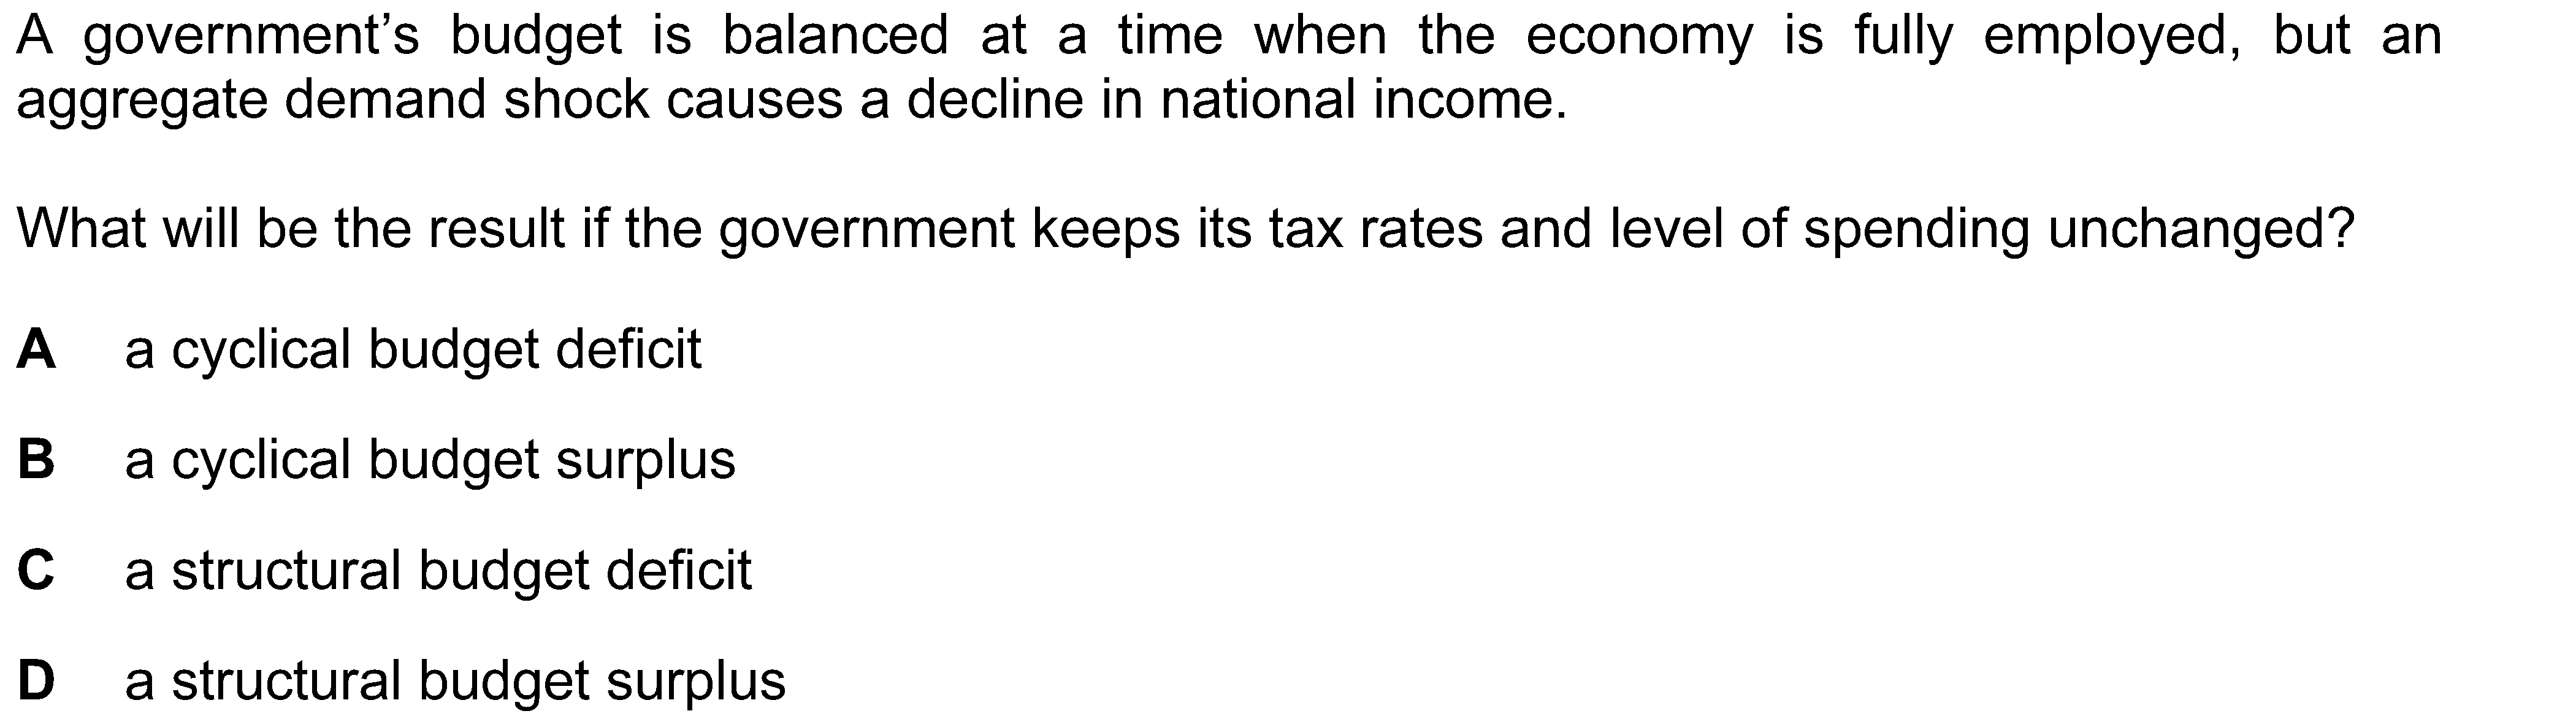 A government’s budget is balanced at a time when the economy is fully employed, but an
aggregate demand shock causes a decline in national income.
What will be the result if the government keeps its tax rates and level of spending unchanged?
A a cyclical budget deficit
B a cyclical budget surplus
C a structural budget deficit
D a structural budget surplus